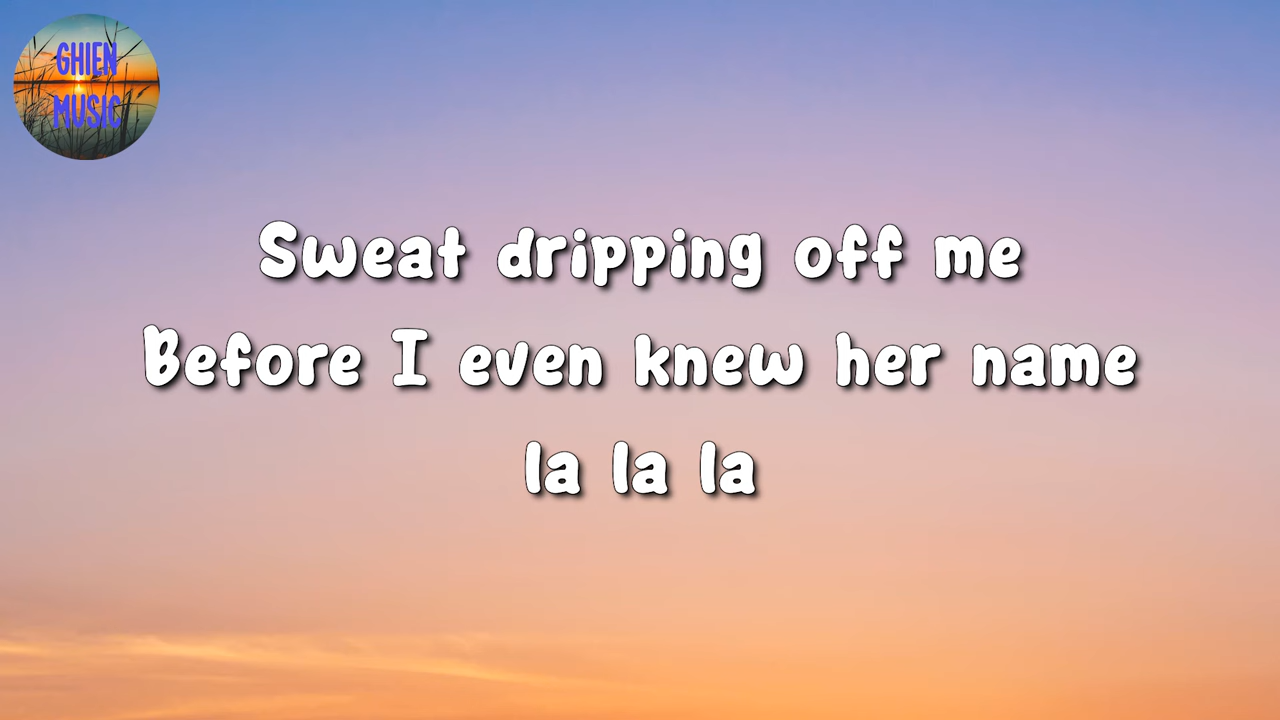 GHIEN
MUSIC
Sweat dripping off me
Before I even knew her name
la la la